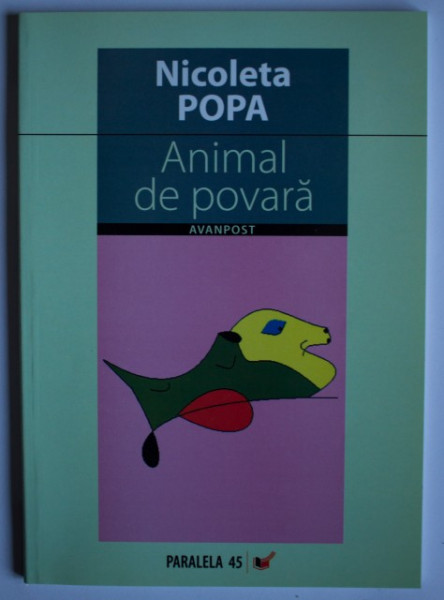 Nicoleta
POPA
Animal
de povară
AVANPOST
PARALELA 45